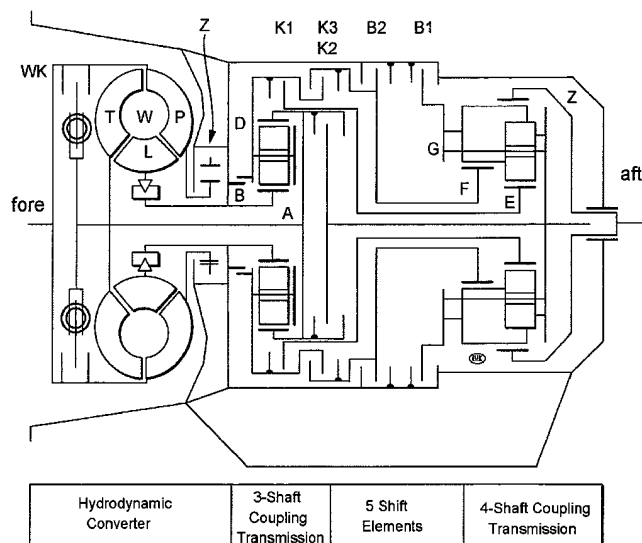 Z K1 K3 B2 B1
K2
WK
T W P D Z
L G
B F E
fore A aft
Hydrodynamic
Converter
3-Shaft
Coupling
Transmission
5 Shift
Elements
4-Shaft Coupling
Transmission